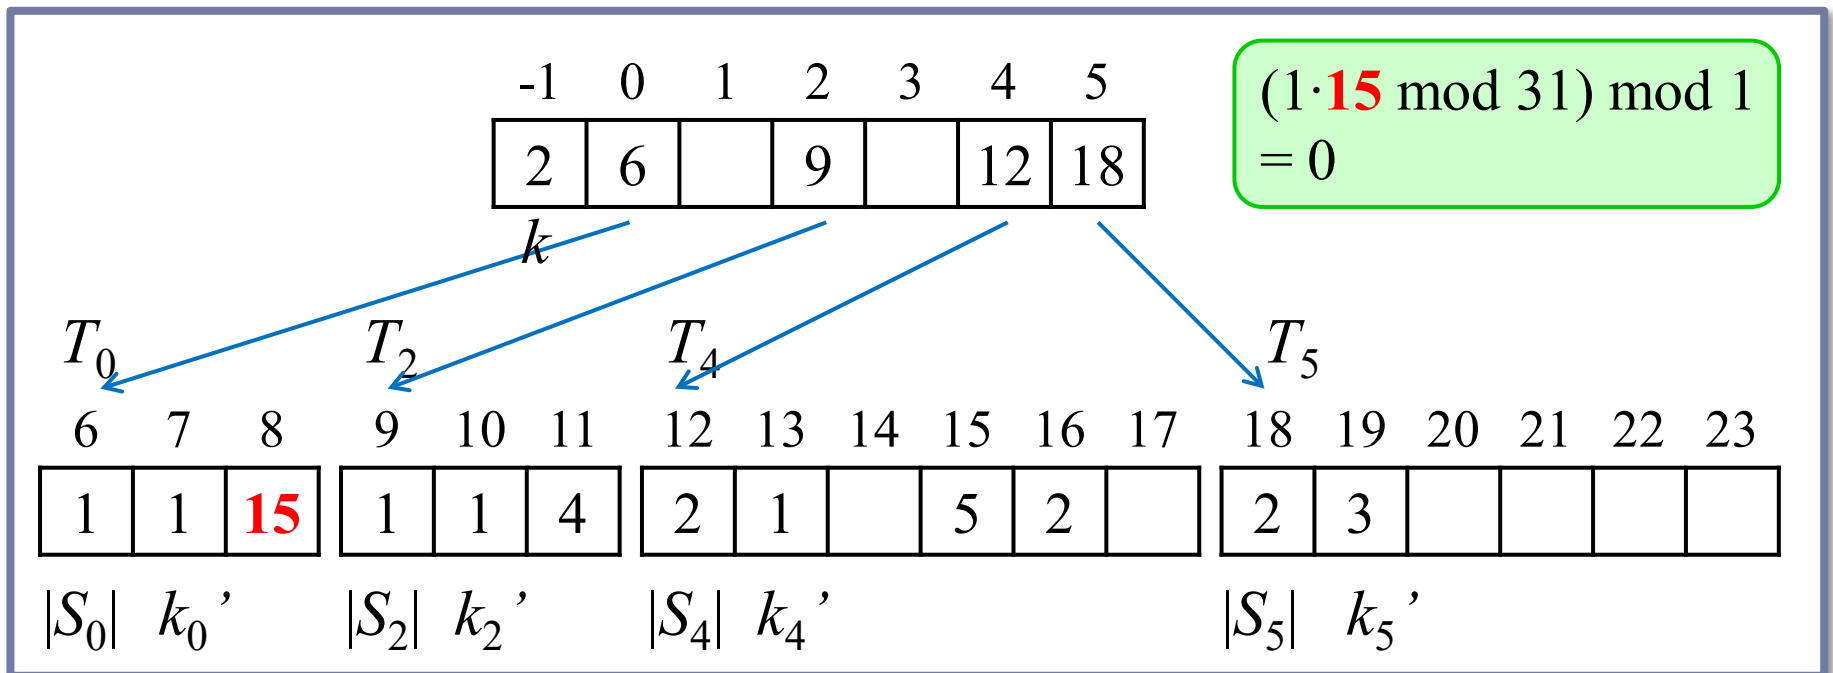 -1 0 1 2 3 4 5
(1·15 mod 31) mod 1
= 0
2 6 9 12 18
k
T0 T2 T4 T5
6 7 8 9 10 11 12 13 14 15 16 17 18 19 20 21 22 23
1 1 15 1 1 4 2 1 5 2 2 3
|S0| k0’ |S2| k2’ |S4| k4’ |S5| k5’